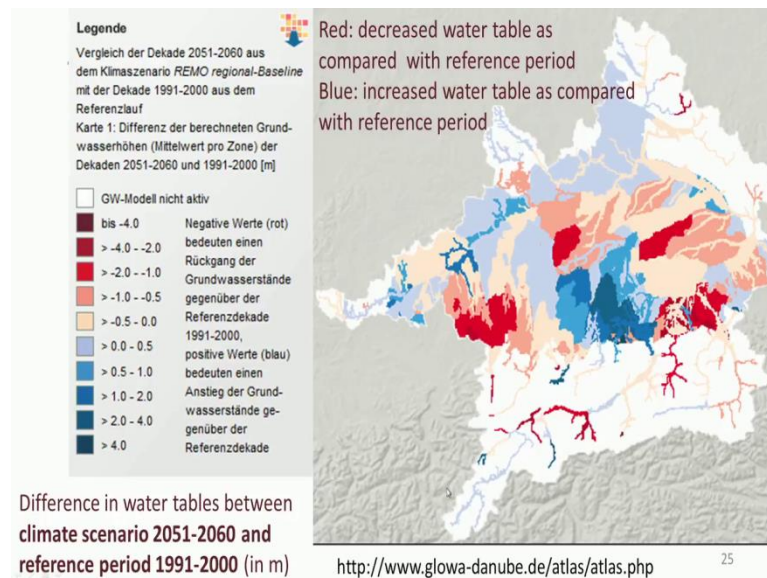 Legende
Vergleich der Dekade 2051-2060 aus
dem Klimaszenario REMO regional-Baseline
mit der Dekade 1991-2000 aus dem
Referenzlauf
Karte 1: Differenz der berechneten Grund-
wasserhöhen (Mittelwert pro Zone) der
Dekaden 2051-2060 und 1991-2000 [m]
GW-Modell nicht aktiv
bis -4.0
> -4.0 - -2.0
> -2.0 - -1.0
> -1.0 - -0.5
> -0.5 - 0.0
> 0.0 - 0.5
> 0.5 - 1.0
> 1.0 - 2.0
> 2.0 - 4.0
> 4.0
Negative Werte (rot)
bedeuten einen
Rückgang der
Grundwasserstände
gegenüber der
Referenzdekade
1991-2000,
positive Werte (blau)
bedeuten einen
Anstieg der Grund-
wasserstände ge-
genüber der
Referenzdekade
Red: decreased water table as
compared with reference period
Blue: increased water table as compared
with reference period
Difference in water tables between
climate scenario 2051-2060 and
reference period 1991-2000 (in m)
http://www.glowa-danube.de/atlas/atlas.php
25